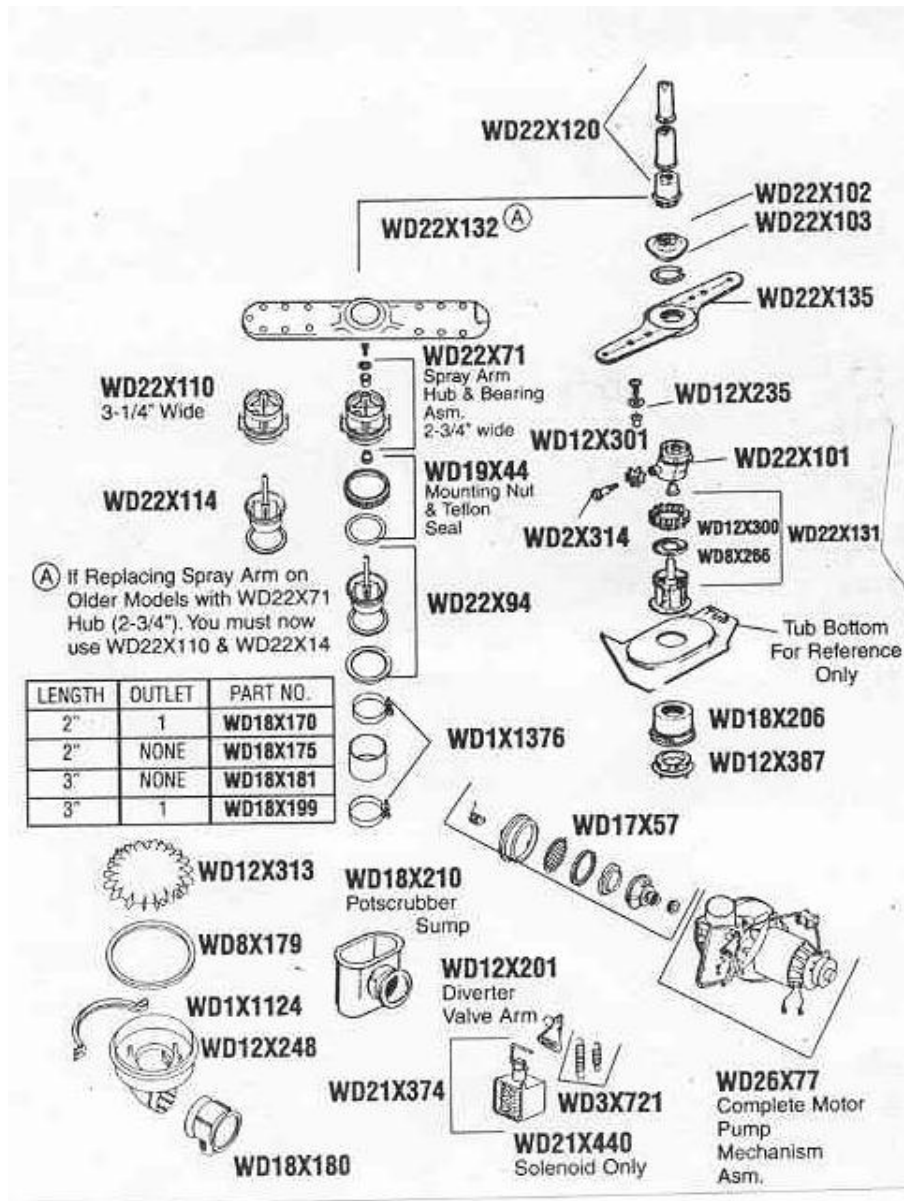 WD22X120
WD22X102
WD22X103
WD22X132 Ⓐ
WD22X135
WD22X71
Spray Arm
Hub & Bearing
Asm.
2-3/4" wide
WD22X110
3-1/4" Wide
WD12X235
WD12X301
WD22X101
WD19X44
Mounting Nut
& Teflon
Seal
WD22X114
WD2X314
WD12X300
WD8X266
WD22X131
Ⓐ If Replacing Spray Arm on
Older Models with WD22X71
Hub (2-3/4"). You must now
use WD22X110 & WD22X14
WD22X94
TUB
Tub Bottom
For Reference
Only
LENGTH OUTLET PART NO.
2" 1 WD18X170
2" NONE WD18X175
3" NONE WD18X181
3" 1 WD18X199
WD1X1376
WD18X206
WD12X387
WD17X57
WD12X313
WD18X210
Potscrubber
Sump
WD8X179
WD12X201
Diverter
Valve Arm
WD1X1124
WD12X248
WD21X374
WD3X721
WD21X440
Solenoid Only
WD18X180
WD26X77
Complete Motor
Pump
Mechanism
Asm.